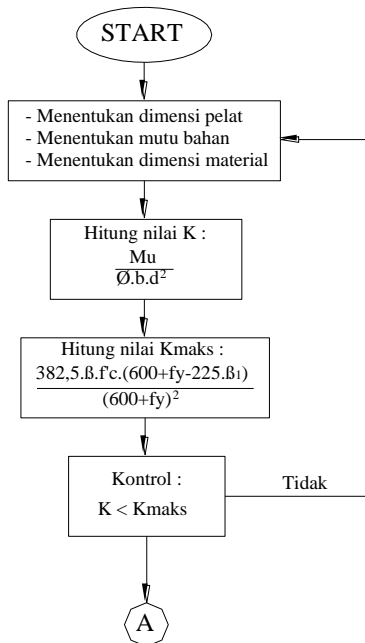 START
- Menentukan dimensi pelat
- Menentukan mutu bahan
- Menentukan dimensi material
Hitung nilai K :
Mu
Ø.b.d²
Hitung nilai Kmaks :
382,5.ß.f'c.(600+fy-225.ß₁)
(600+fy)²
Kontrol :
K < Kmaks
Tidak
A